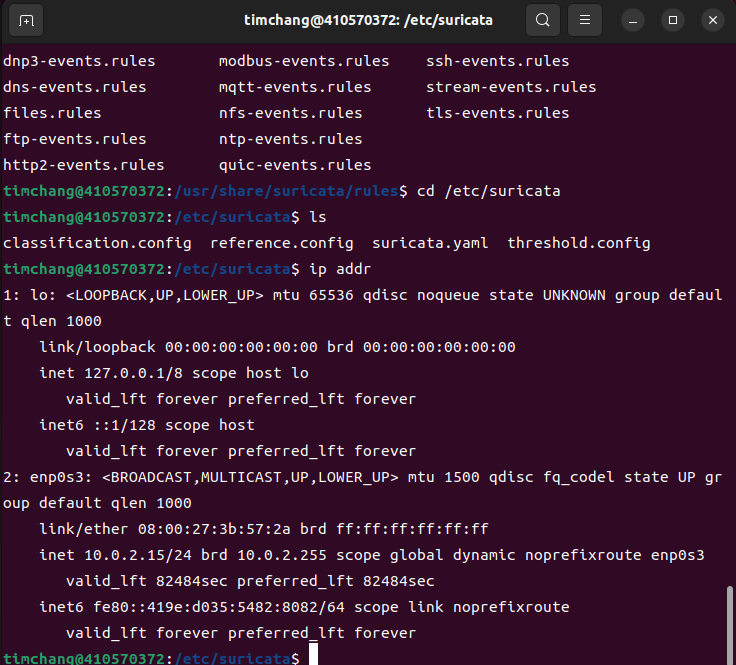 timchang@410570372: /etc/suricata
dnp3-events.rules modbus-events.rules ssh-events.rules
dns-events.rules mqtt-events.rules stream-events.rules
files.rules nfs-events.rules tls-events.rules
ftp-events.rules ntp-events.rules
http2-events.rules quic-events.rules
timchang@410570372:/usr/share/suricata/rules$ cd /etc/suricata
timchang@410570372:/etc/suricata$ ls
classification.config reference.config suricata.yaml threshold.config
timchang@410570372:/etc/suricata$ ip addr
1: lo: <LOOPBACK,UP,LOWER_UP> mtu 65536 qdisc noqueue state UNKNOWN group defaul
t qlen 1000
link/loopback 00:00:00:00:00:00 brd 00:00:00:00:00:00
inet 127.0.0.1/8 scope host lo
valid_lft forever preferred_lft forever
inet6 ::1/128 scope host
valid_lft forever preferred_lft forever
2: enp0s3: <BROADCAST,MULTICAST,UP,LOWER_UP> mtu 1500 qdisc fq_codel state UP gr
oup default qlen 1000
link/ether 08:00:27:3b:57:2a brd ff:ff:ff:ff:ff:ff
inet 10.0.2.15/24 brd 10.0.2.255 scope global dynamic noprefixroute enp0s3
valid_lft 82484sec preferred_lft 82484sec
inet6 fe80::419e:d035:5482:8082/64 scope link noprefixroute
valid_lft forever preferred_lft forever
timchang@410570372:/etc/suricata$